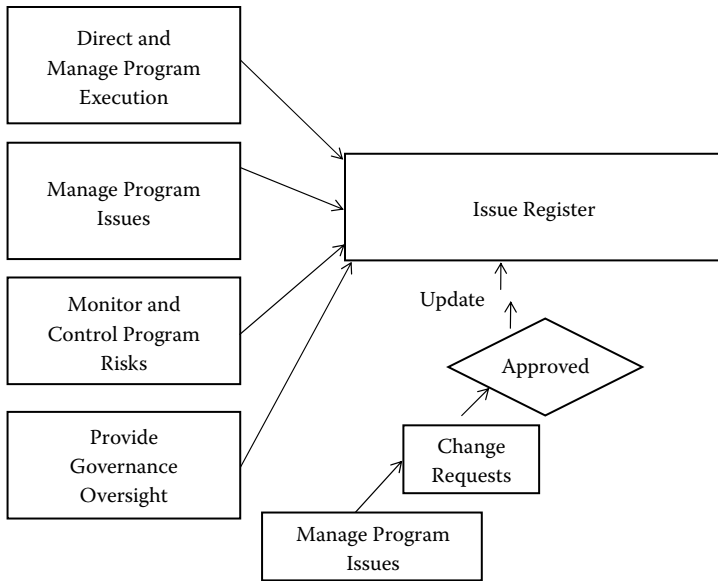 Direct and
Manage Program
Execution
Manage Program
Issues
Monitor and
Control Program
Risks
Provide
Governance
Oversight
Issue Register
Update
Approved
Change
Requests
Manage Program
Issues